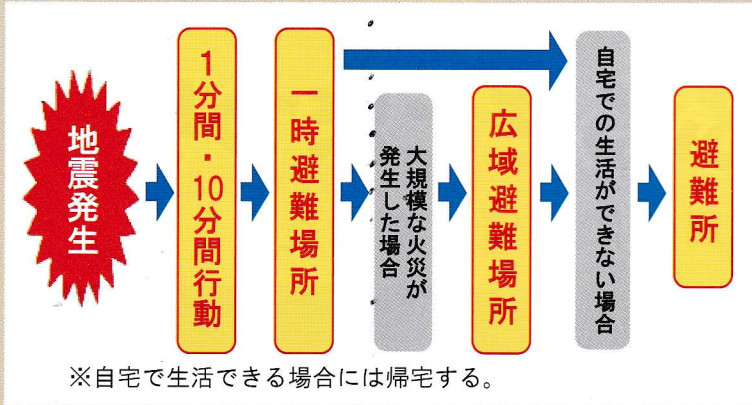 地震発生
1分間・10分間行動
一時避難場所
大規模な火災が
発生した場合
広域避難場所
自宅での生活ができない場合
避難所
※自宅で生活できる場合には帰宅する。